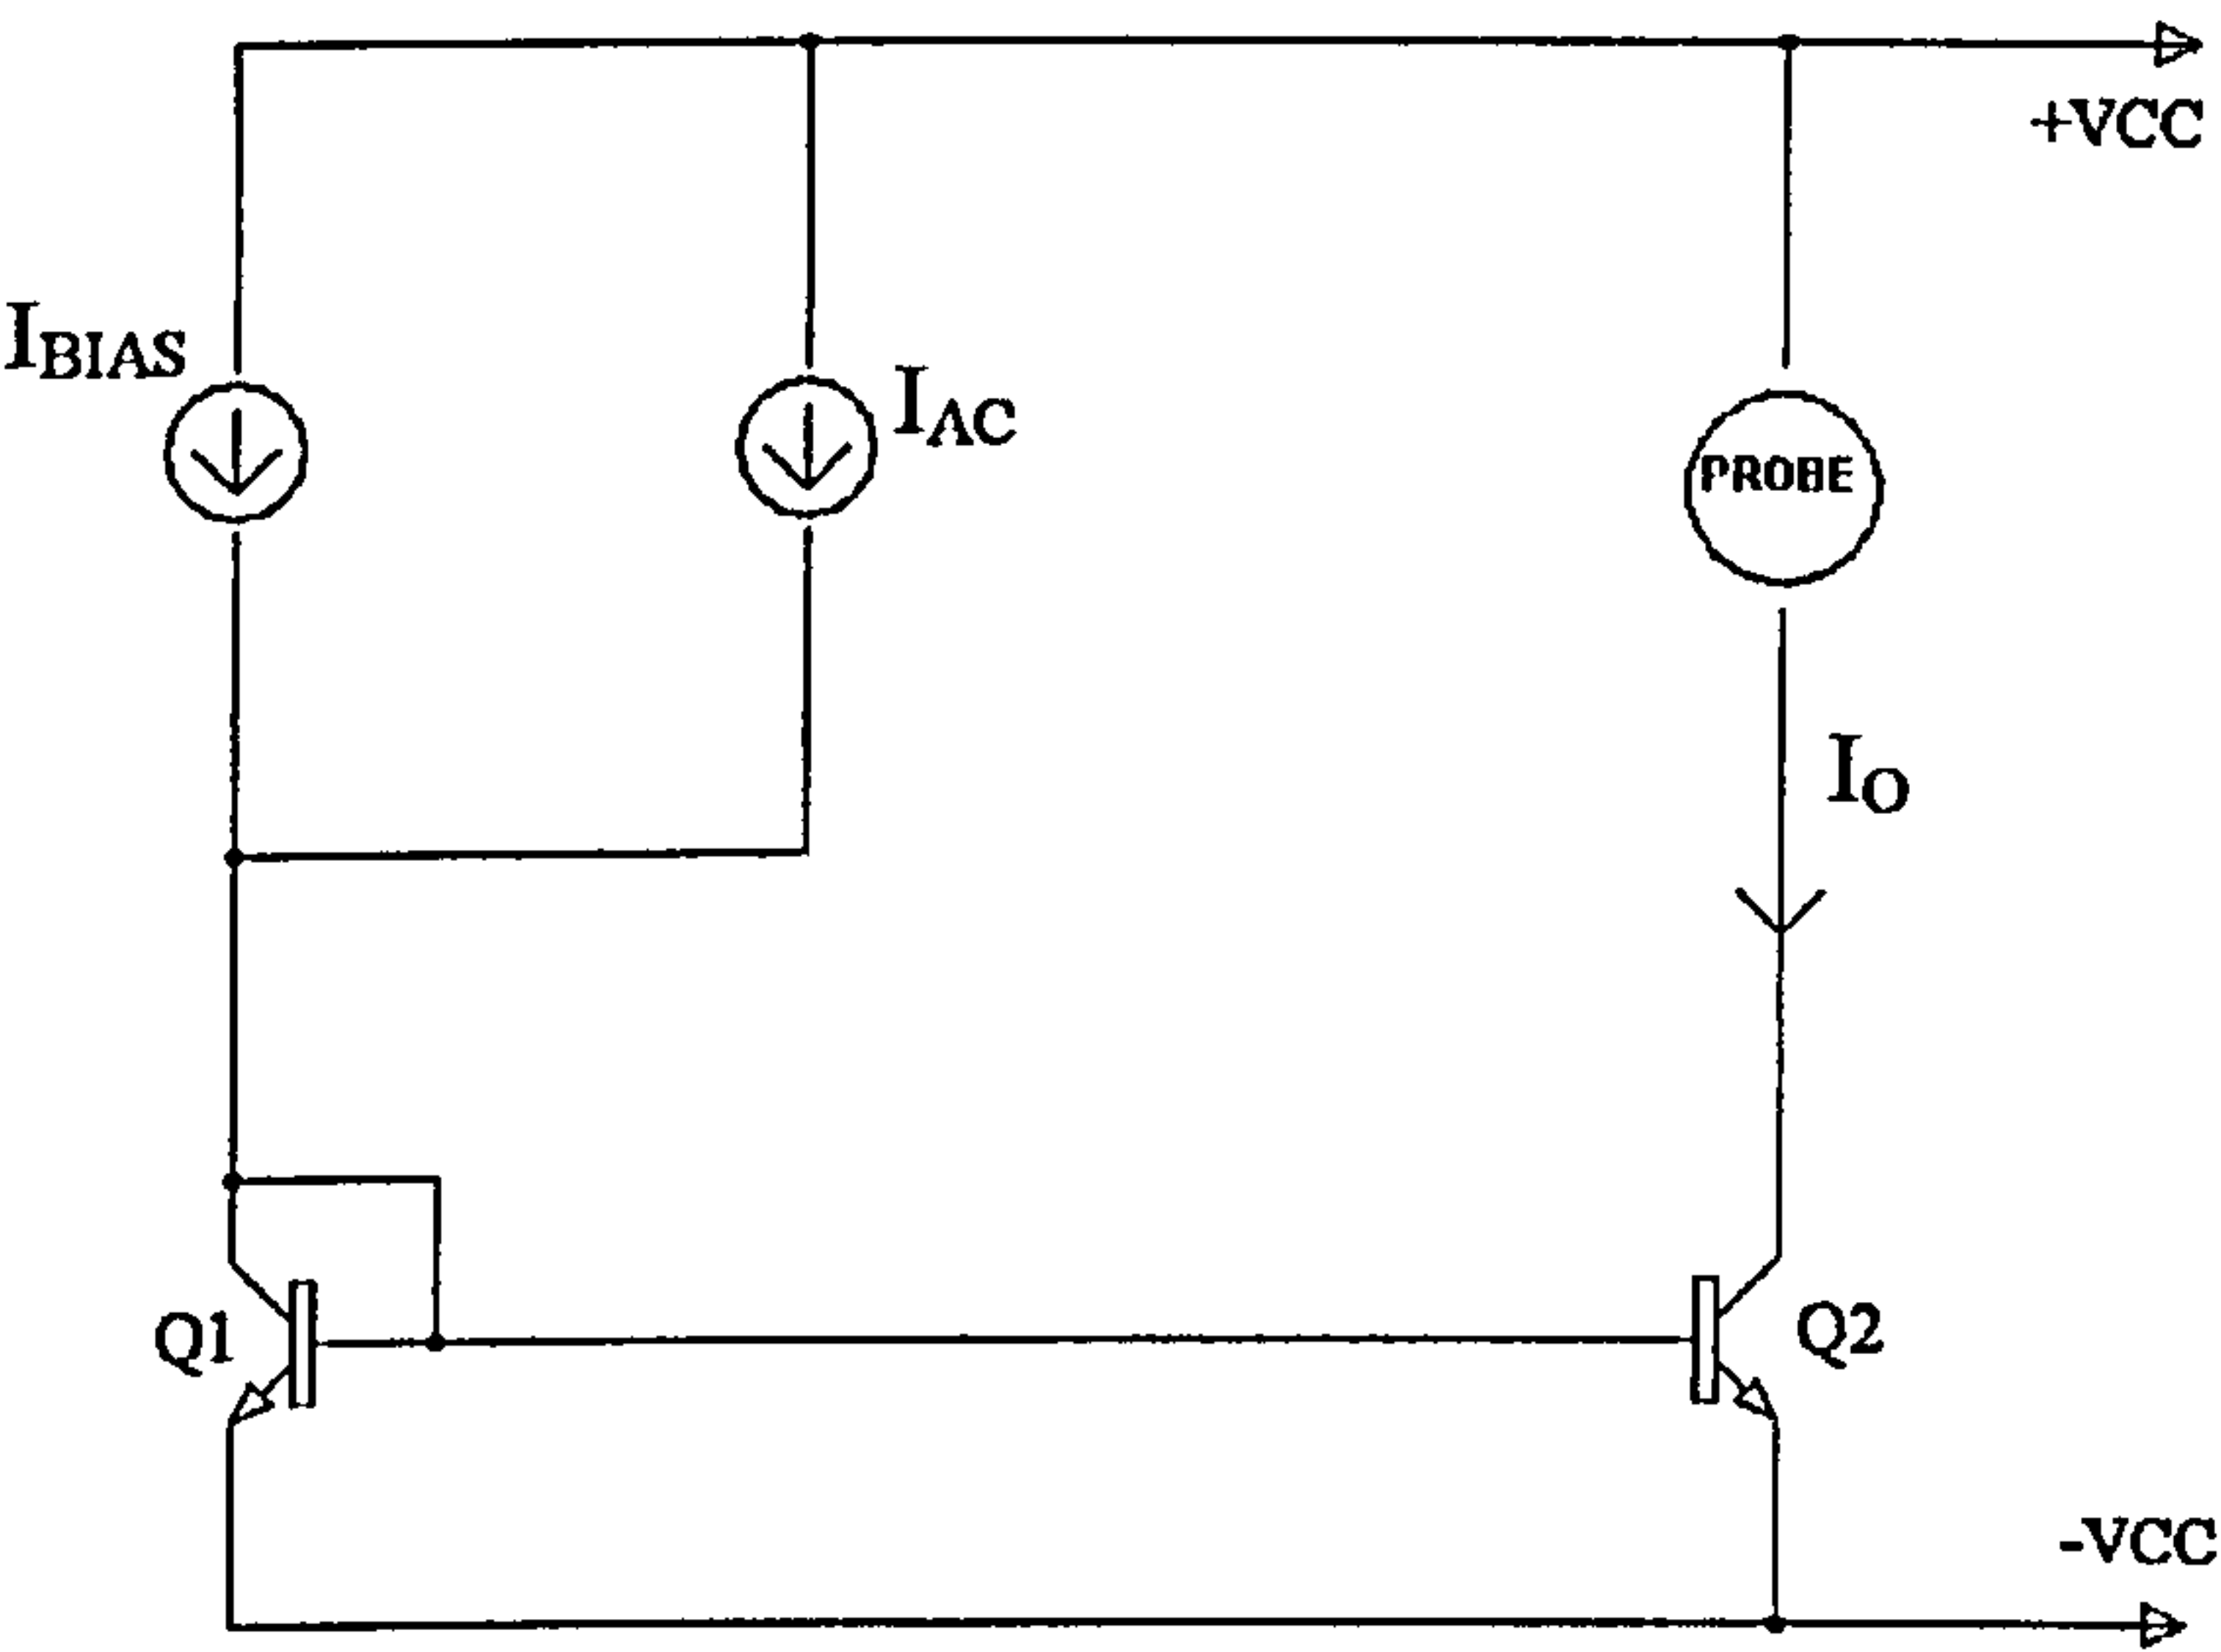 +VCC
IBIAS
IAC
PROBE
IO
Q1
Q2
-VCC